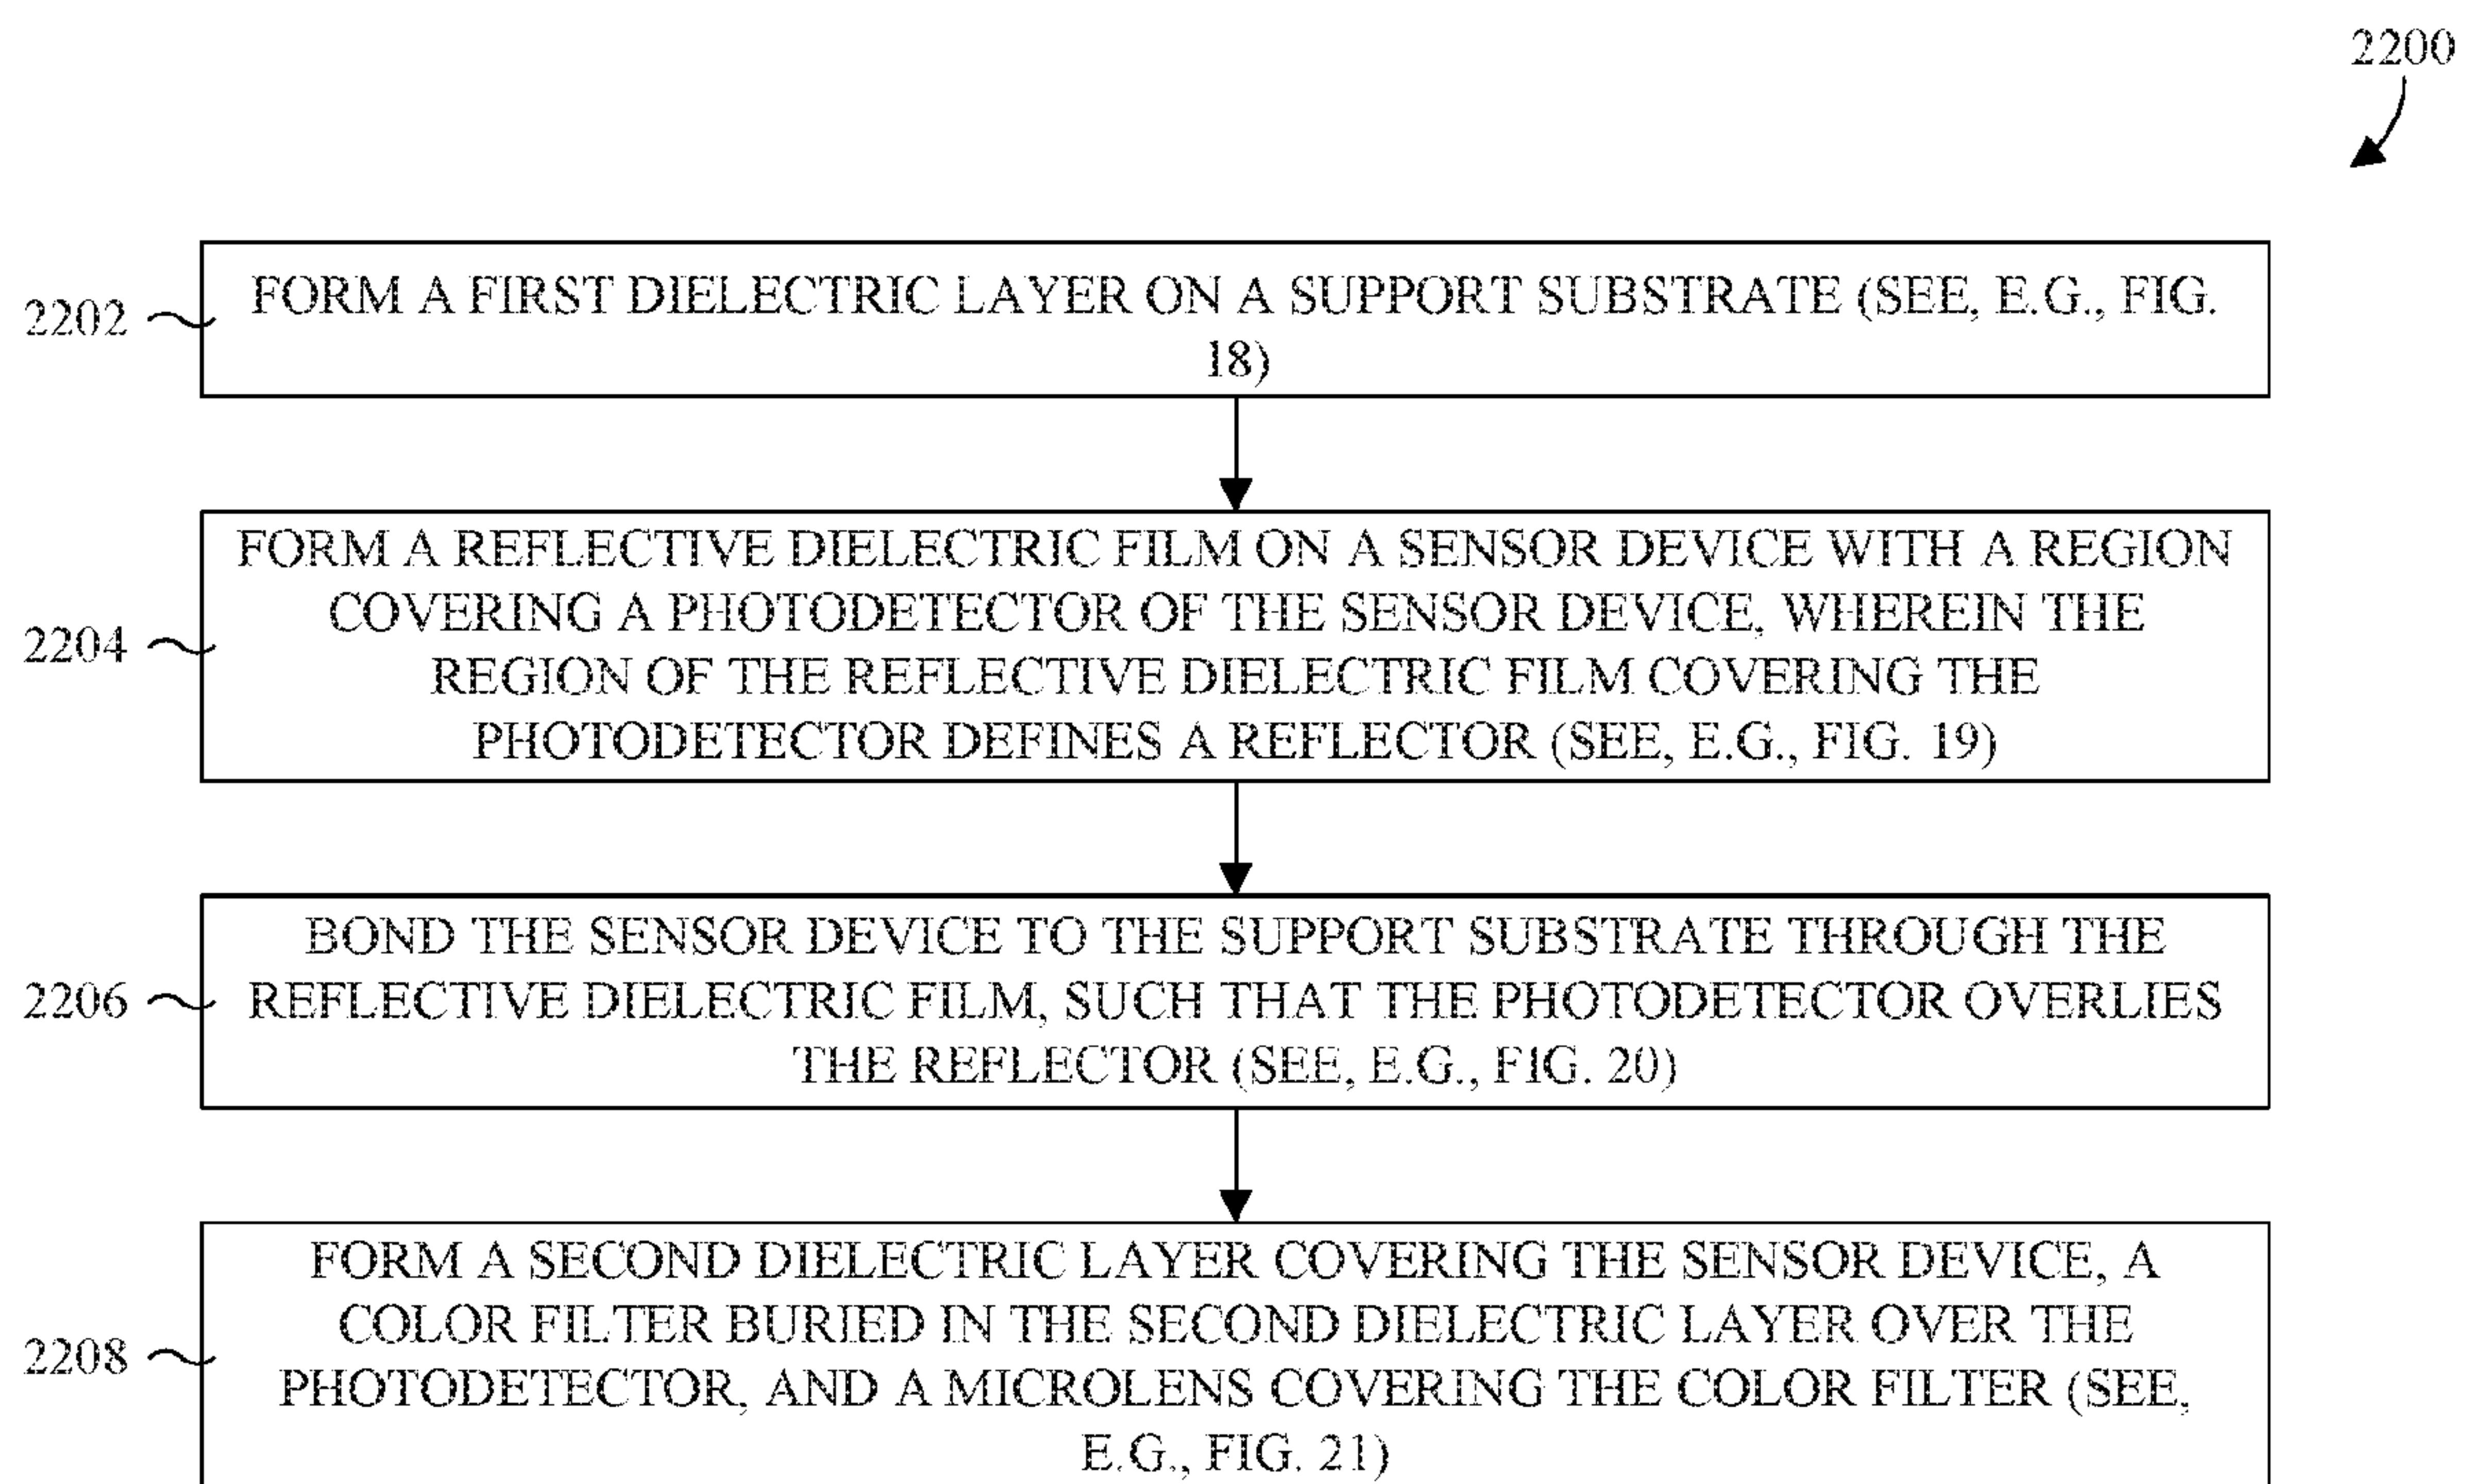 2200
2202
FORM A FIRST DIELECTRIC LAYER ON A SUPPORT SUBSTRATE (SEE, E.G., FIG.
18)
2204
FORM A REFLECTIVE DIELECTRIC FILM ON A SENSOR DEVICE WITH A REGION
COVERING A PHOTODETECTOR OF THE SENSOR DEVICE, WHEREIN THE
REGION OF THE REFLECTIVE DIELECTRIC FILM COVERING THE
PHOTODETECTOR DEFINES A REFLECTOR (SEE, E.G., FIG. 19)
2206
BOND THE SENSOR DEVICE TO THE SUPPORT SUBSTRATE THROUGH THE
REFLECTIVE DIELECTRIC FILM, SUCH THAT THE PHOTODETECTOR OVERLIES
THE REFLECTOR (SEE, E.G., FIG. 20)
2208
FORM A SECOND DIELECTRIC LAYER COVERING THE SENSOR DEVICE, A
COLOR FILTER BURIED IN THE SECOND DIELECTRIC LAYER OVER THE
PHOTODETECTOR, AND A MICROLENS COVERING THE COLOR FILTER (SEE,
E.G., FIG. 21)